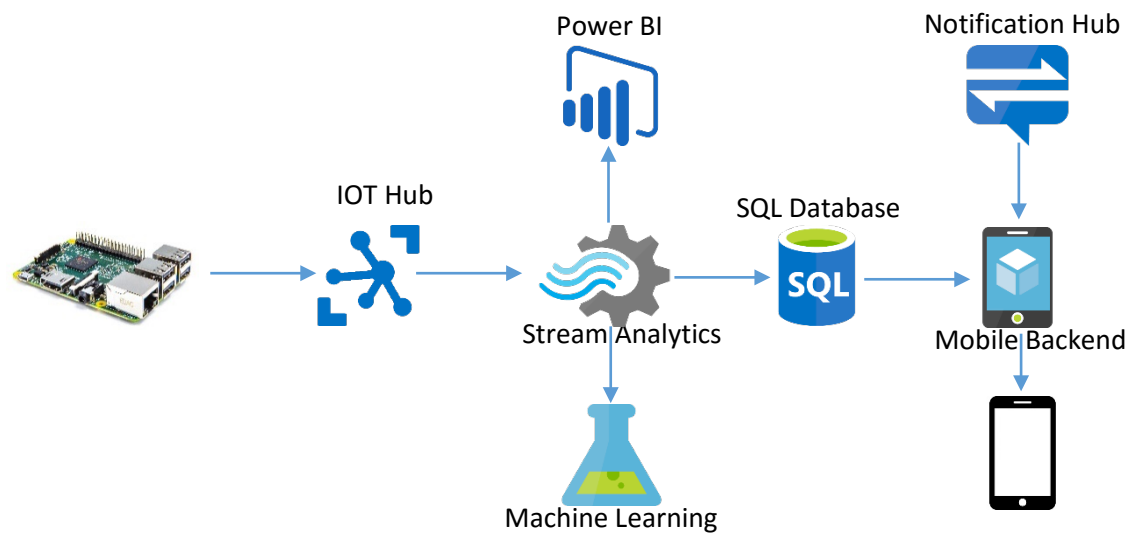 Power BI
Notification Hub
IOT Hub
SQL Database
SQL
Stream Analytics
Mobile Backend
Machine Learning